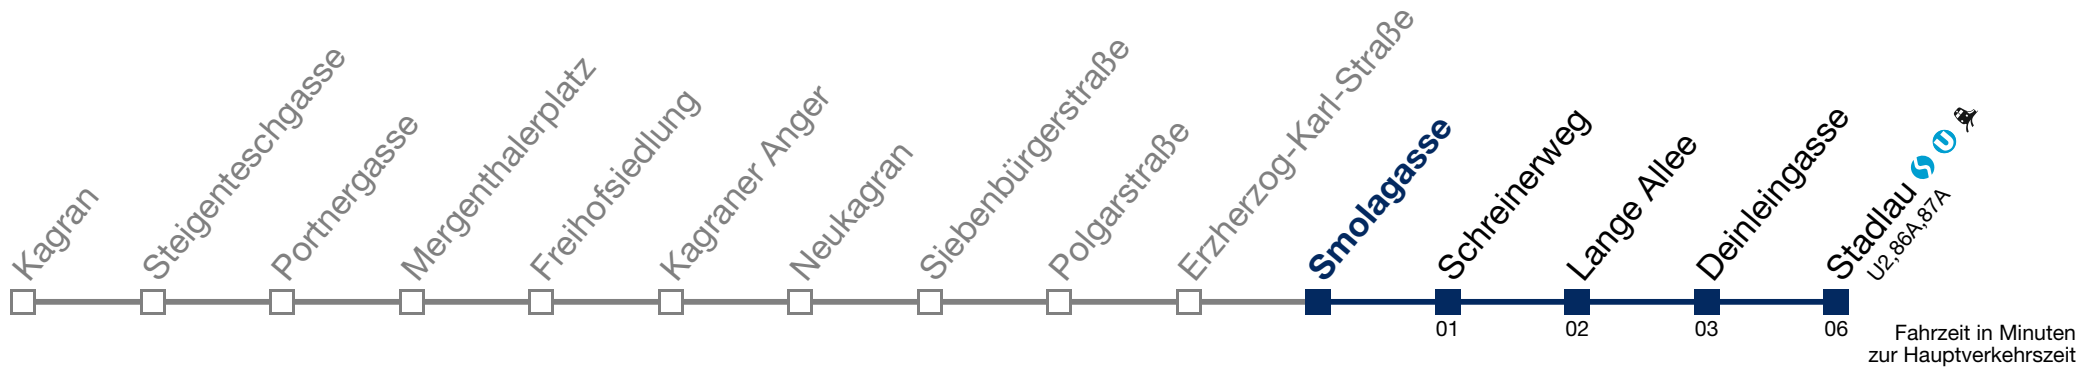 Kagran
Steigenteschgasse
Portnergasse
Mergenthalerplatz
Freihofsiedlung
Kagraner Anger
Neukagran
Siebenbürgerstraße
Polgarstraße
Erzherzog-Karl-Straße
Smolagasse
Schreinerweg
Lange Allee
Deinleingasse
Stadlau S U
U2,86A,87A
01
02
03
06
Fahrzeit in Minuten
zur Hauptverkehrszeit